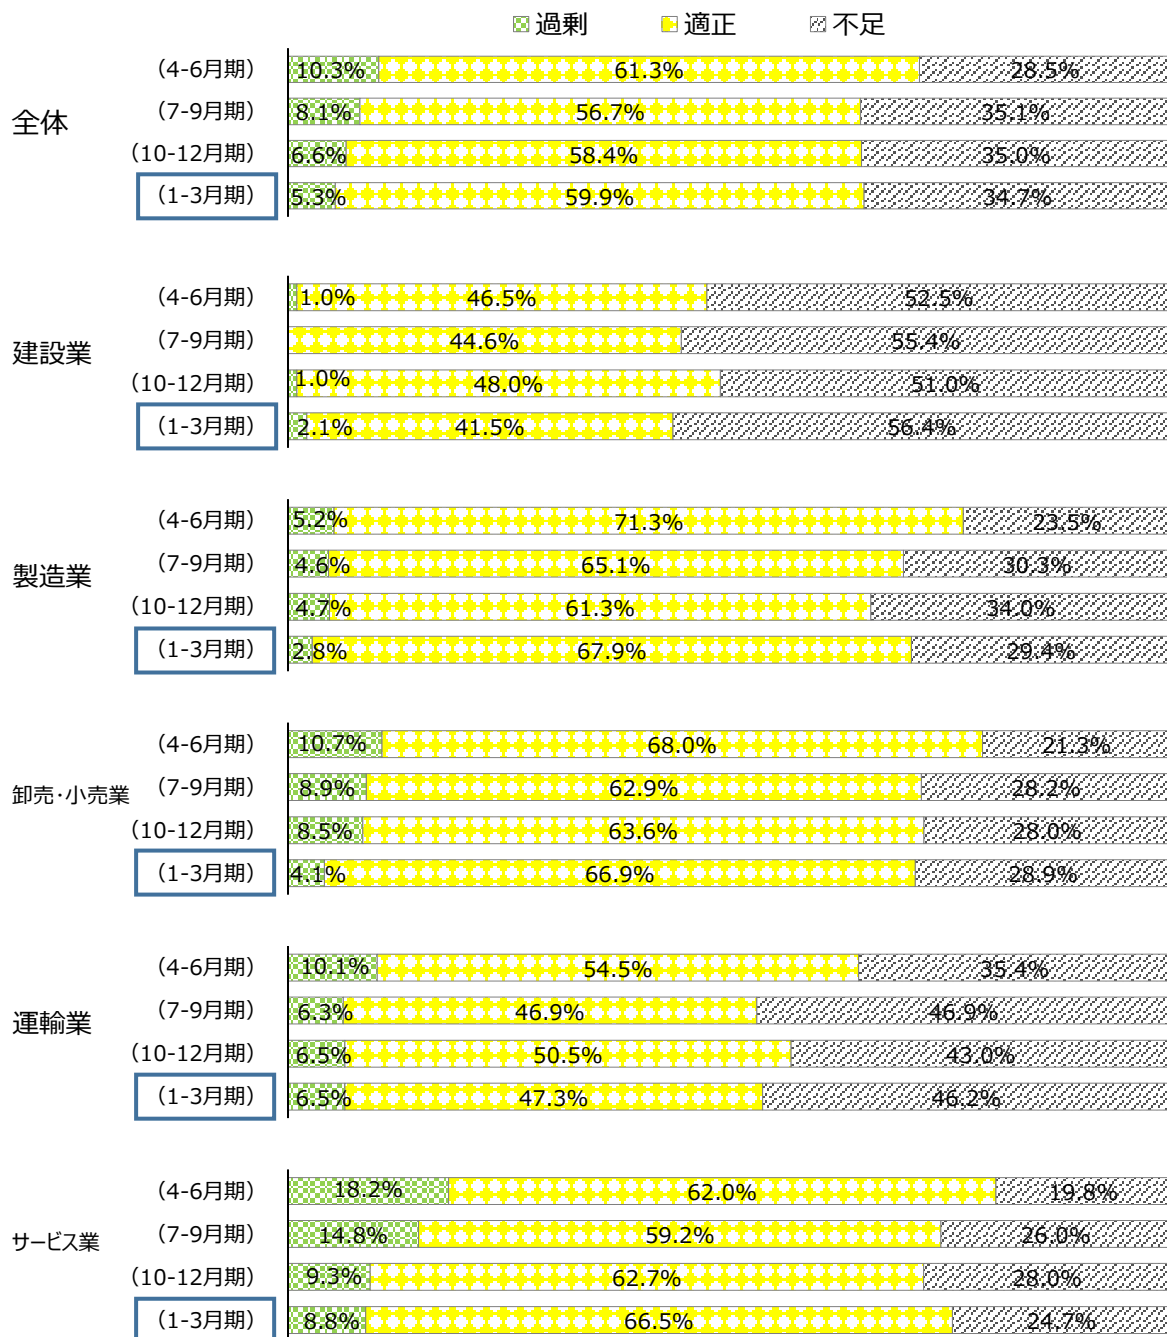 過剰 適正 不足
全体
(4-6月期) 10.3% 61.3% 28.5%
(7-9月期) 8.1% 56.7% 35.1%
(10-12月期) 6.6% 58.4% 35.0%
(1-3月期) 5.3% 59.9% 34.7%
建設業
(4-6月期) 1.0% 46.5% 52.5%
(7-9月期) 44.6% 55.4%
(10-12月期) 1.0% 48.0% 51.0%
(1-3月期) 2.1% 41.5% 56.4%
製造業
(4-6月期) 5.2% 71.3% 23.5%
(7-9月期) 4.6% 65.1% 30.3%
(10-12月期) 4.7% 61.3% 34.0%
(1-3月期) 2.8% 67.9% 29.4%
卸売・小売業
(4-6月期) 10.7% 68.0% 21.3%
(7-9月期) 8.9% 62.9% 28.2%
(10-12月期) 8.5% 63.6% 28.0%
(1-3月期) 4.1% 66.9% 28.9%
運輸業
(4-6月期) 10.1% 54.5% 35.4%
(7-9月期) 6.3% 46.9% 46.9%
(10-12月期) 6.5% 50.5% 43.0%
(1-3月期) 6.5% 47.3% 46.2%
サービス業
(4-6月期) 18.2% 62.0% 19.8%
(7-9月期) 14.8% 59.2% 26.0%
(10-12月期) 9.3% 62.7% 28.0%
(1-3月期) 8.8% 66.5% 24.7%